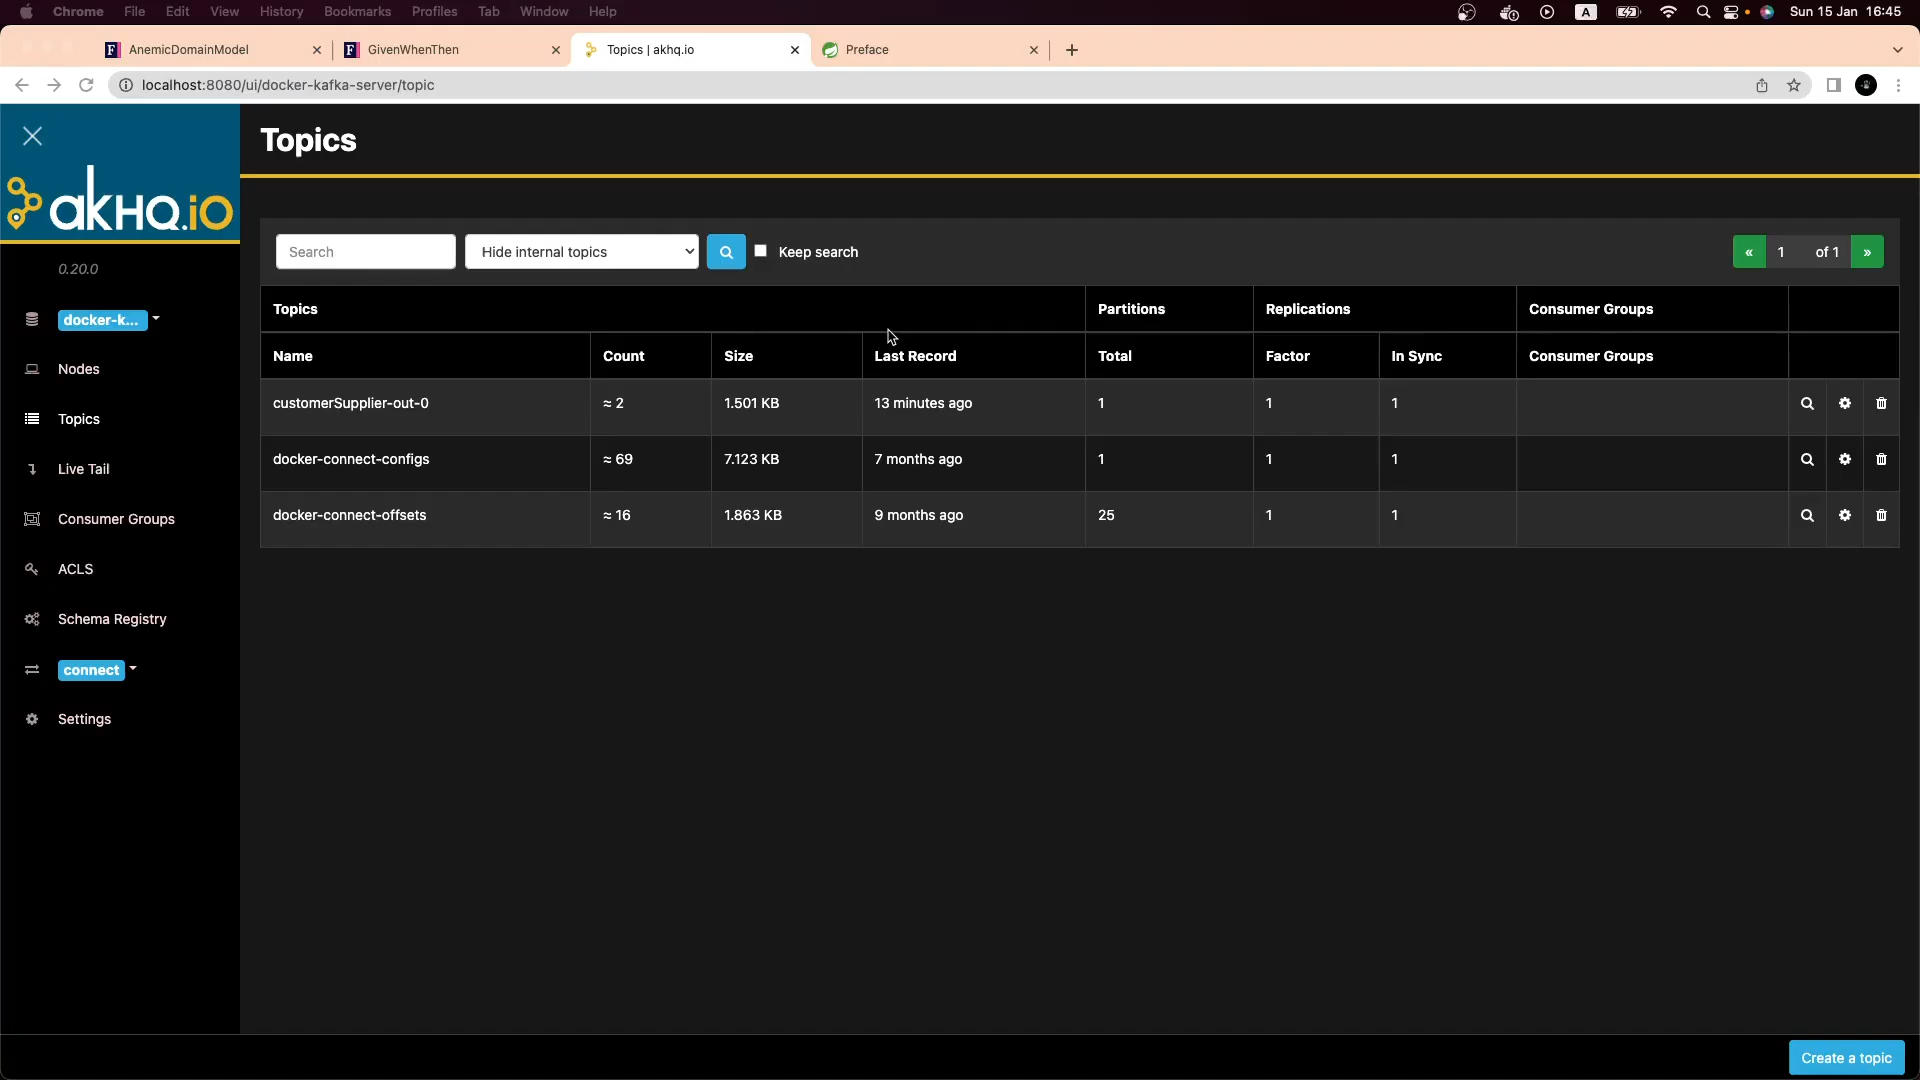 Chrome File Edit View History Bookmarks Profiles Tab Window Help A Sun 15 Jan 16:45
AnemicDomainModel GivenWhenThen Topics | akhq.io Preface
localhost:8080/ui/docker-kafka-server/topic
Topics
akHQ.io
Search Hide internal topics Keep search « 1 of 1 »
0.20.0
Topics Partitions Replications Consumer Groups
docker-k...
Name Count Size Last Record Total Factor In Sync Consumer Groups
Nodes
customerSupplier-out-0 ≈ 2 1.501 KB 13 minutes ago 1 1 1
Topics
docker-connect-configs ≈ 69 7.123 KB 7 months ago 1 1 1
Live Tail
docker-connect-offsets ≈ 16 1.863 KB 9 months ago 25 1 1
Consumer Groups
ACLS
Schema Registry
connect
Settings
Create a topic